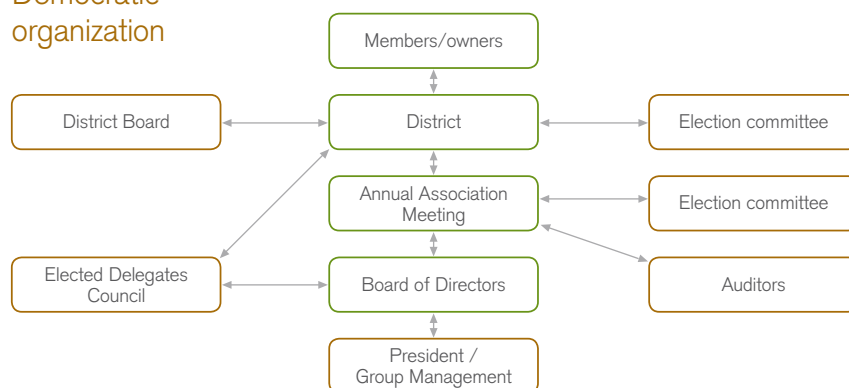 Democratic
organization
Members/owners
District Board
District
Election committee
Annual Association
Meeting
Election committee
Elected Delegates
Council
Board of Directors
Auditors
President /
Group Management